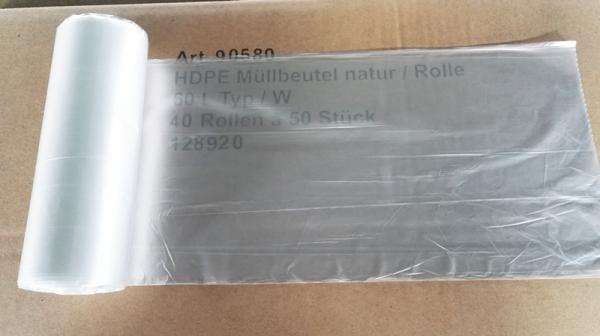 Art. 90580
HDPE Müllbeutel natur / Rolle
60 l Typ / W
40 Rollen à 50 Stück
128920